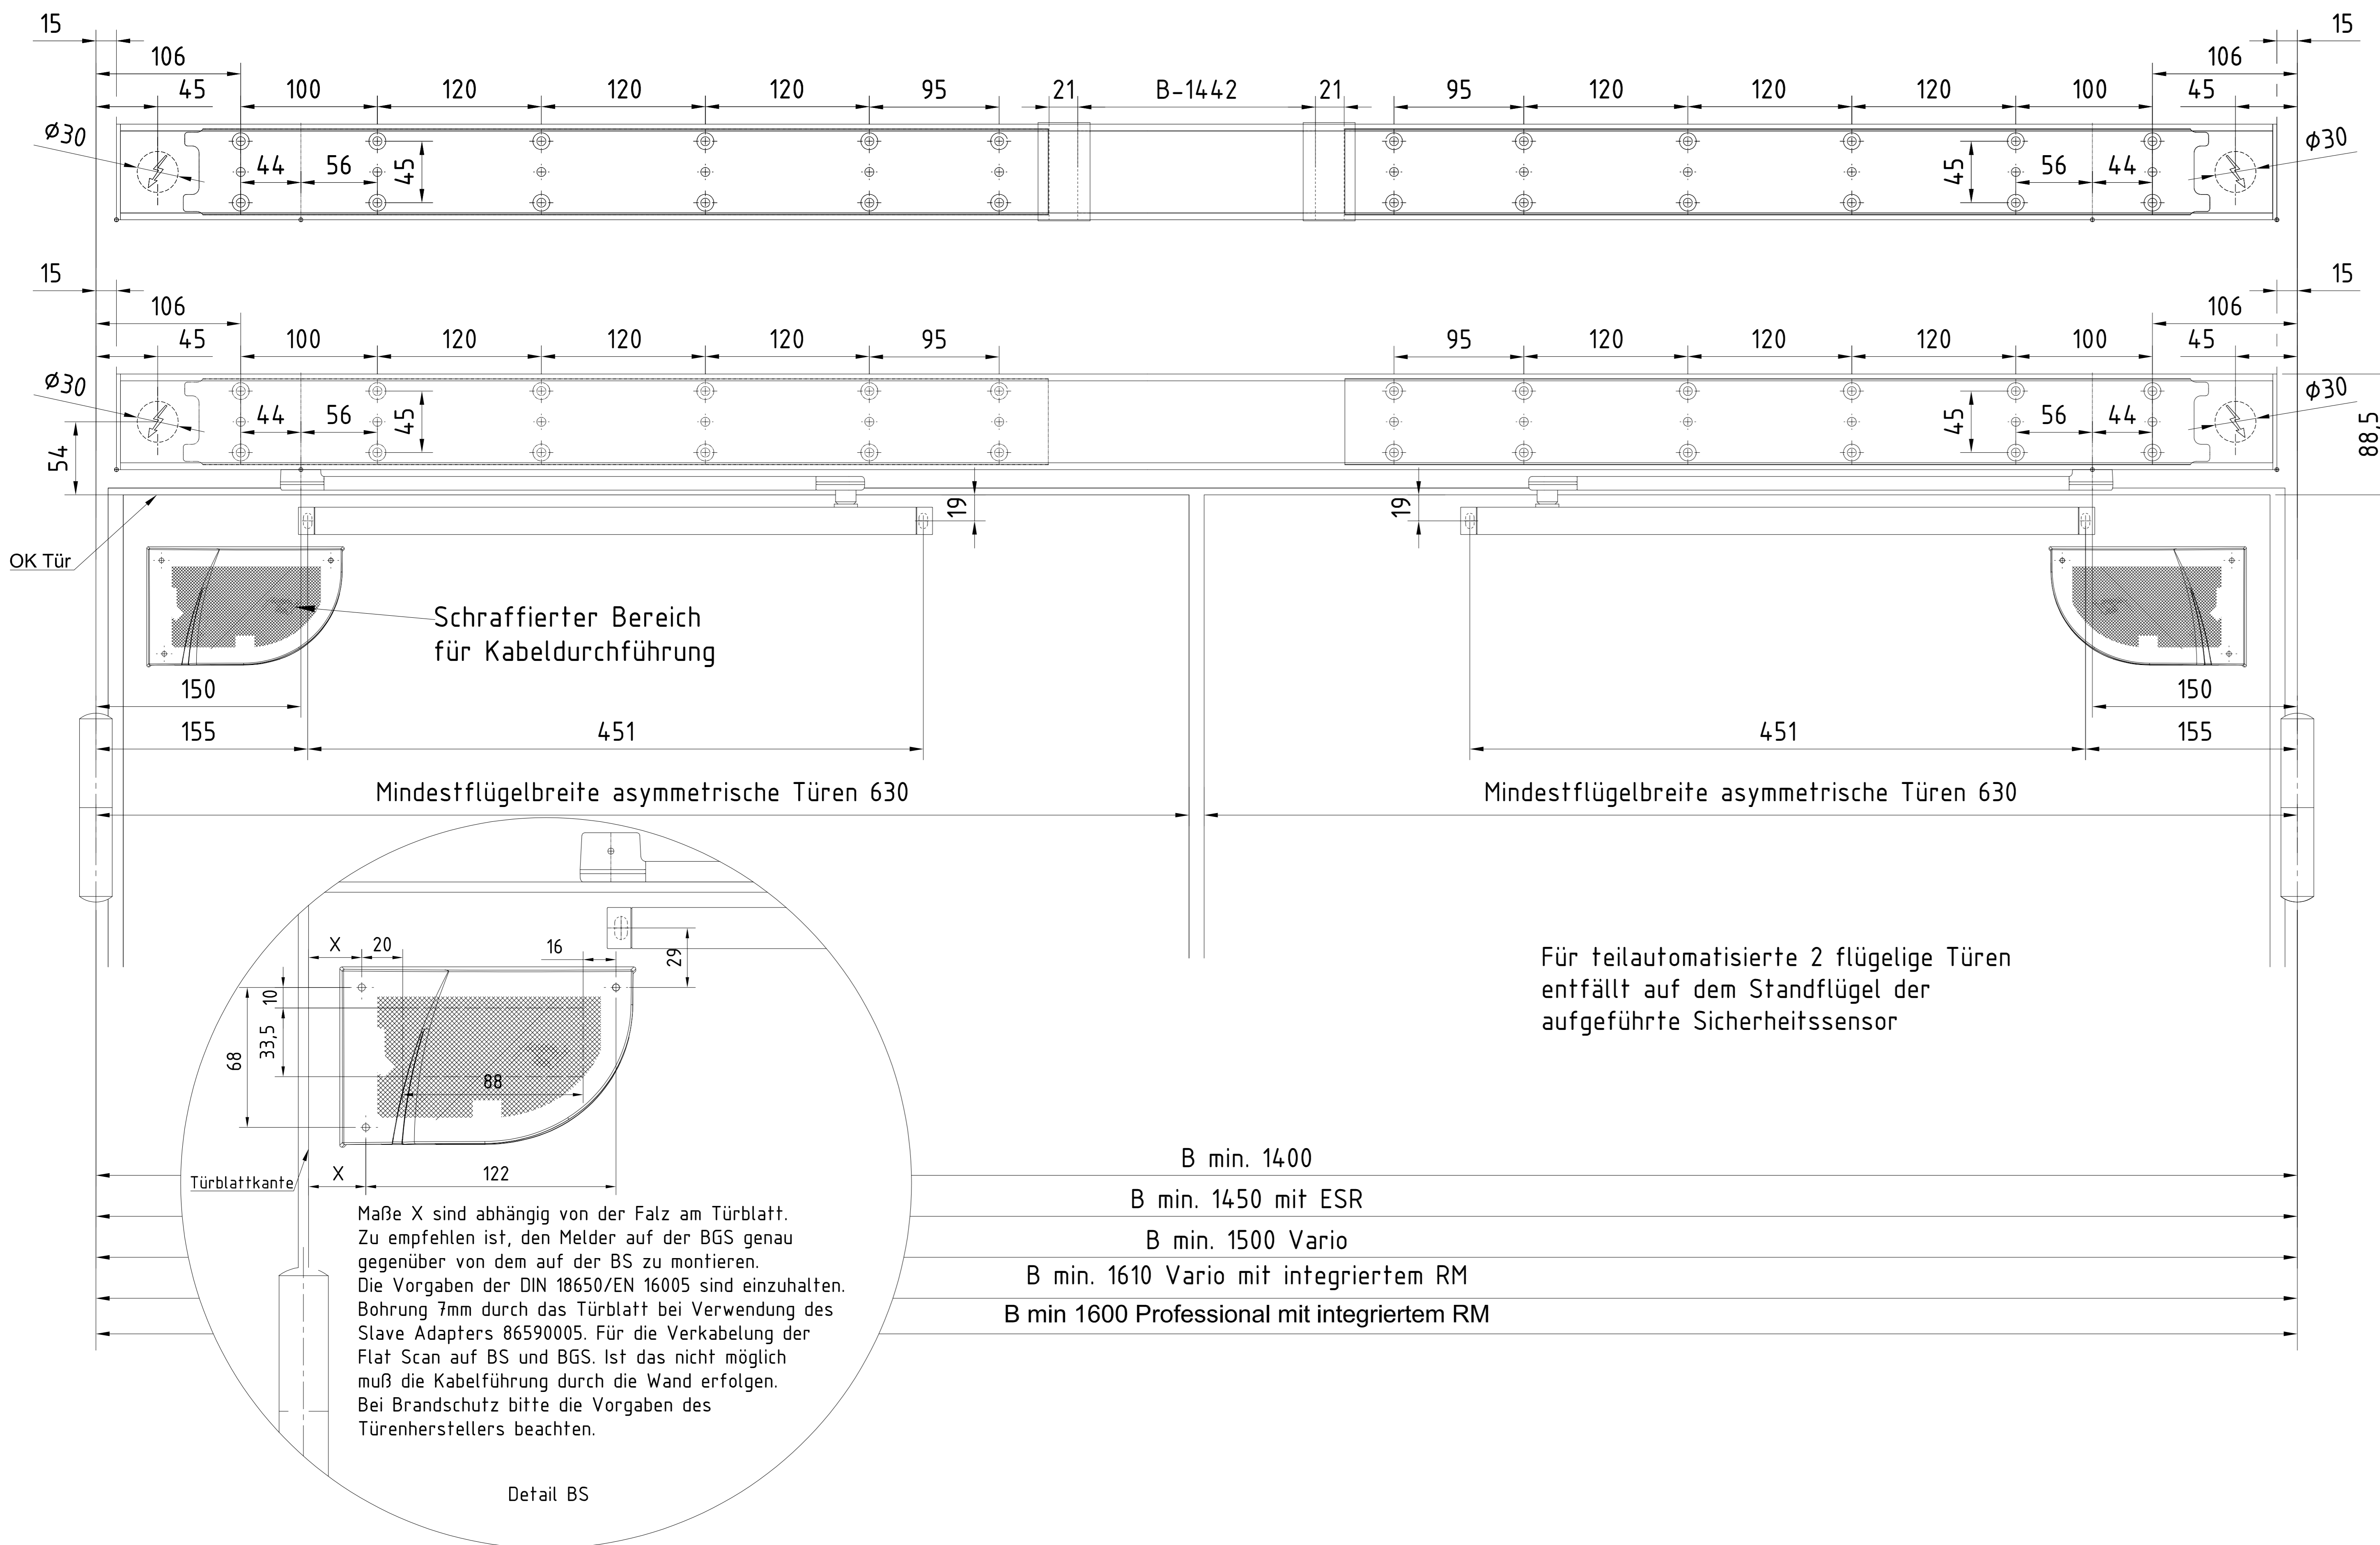 15 15
106 106
45 100 120 120 120 95 21 B-1442 21 95 120 120 120 100 45
ϕ30 ϕ30
44 56 45 45 56 44
15 15
106 106
45 100 120 120 120 95 95 120 120 120 100 45
ϕ30 ϕ30
44 56 45 45 56 44
54 88,5
19 19
OK Tür
Schraffierter Bereich
für Kabeldurchführung
150 150
155 451 451 155
Mindestflügelbreite asymmetrische Türen 630 Mindestflügelbreite asymmetrische Türen 630
X 20 16 29
10
33,5
68
88
Türblattkante X 122
Maße X sind abhängig von der Falz am Türblatt.
Zu empfehlen ist, den Melder auf der BGS genau
gegenüber von dem auf der BS zu montieren.
Die Vorgaben der DIN 18650/EN 16005 sind einzuhalten.
Bohrung 7mm durch das Türblatt bei Verwendung des
Slave Adapters 86590005. Für die Verkabelung der
Flat Scan auf BS und BGS. Ist das nicht möglich
muß die Kabelführung durch die Wand erfolgen.
Bei Brandschutz bitte die Vorgaben des
Türenherstellers beachten.
Detail BS
Für teilautomatisierte 2 flügelige Türen
entfällt auf dem Standflügel der
aufgeführte Sicherheitssensor
B min. 1400
B min. 1450 mit ESR
B min. 1500 Vario
B min. 1610 Vario mit integriertem RM
B min 1600 Professional mit integriertem RM